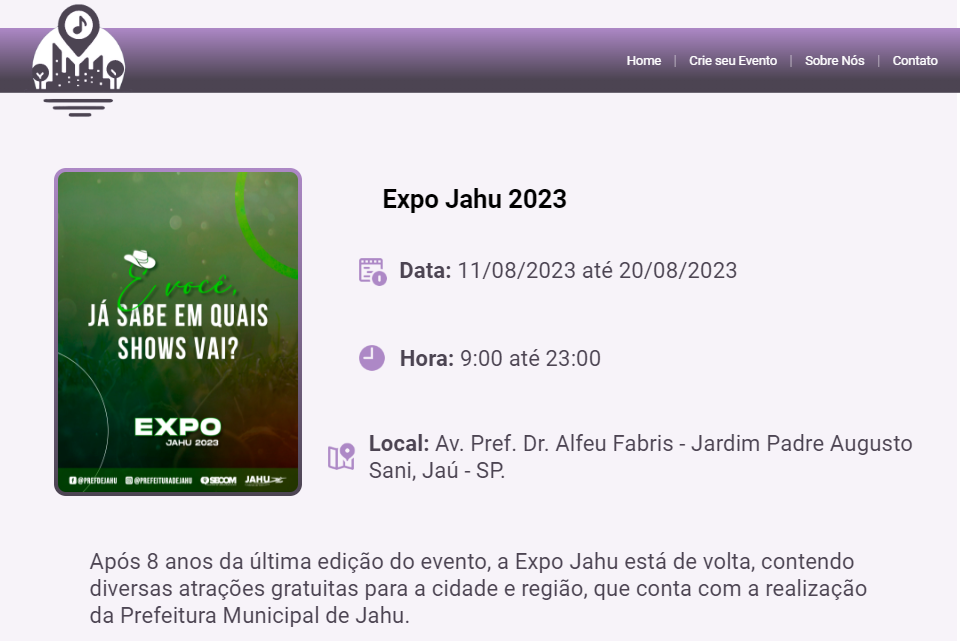 Home | Crie seu Evento | Sobre Nós | Contato
É você,
JÁ SABE EM QUAIS
SHOWS VAI?
EXPO
JAHU 2023
@PREFDEJAHU @PREFEITURADEJAHU SECOM JAHU
Expo Jahu 2023
Data: 11/08/2023 até 20/08/2023
Hora: 9:00 até 23:00
Local: Av. Pref. Dr. Alfeu Fabris - Jardim Padre Augusto
Sani, Jaú - SP.
Após 8 anos da última edição do evento, a Expo Jahu está de volta, contendo
diversas atrações gratuitas para a cidade e região, que conta com a realização
da Prefeitura Municipal de Jahu.